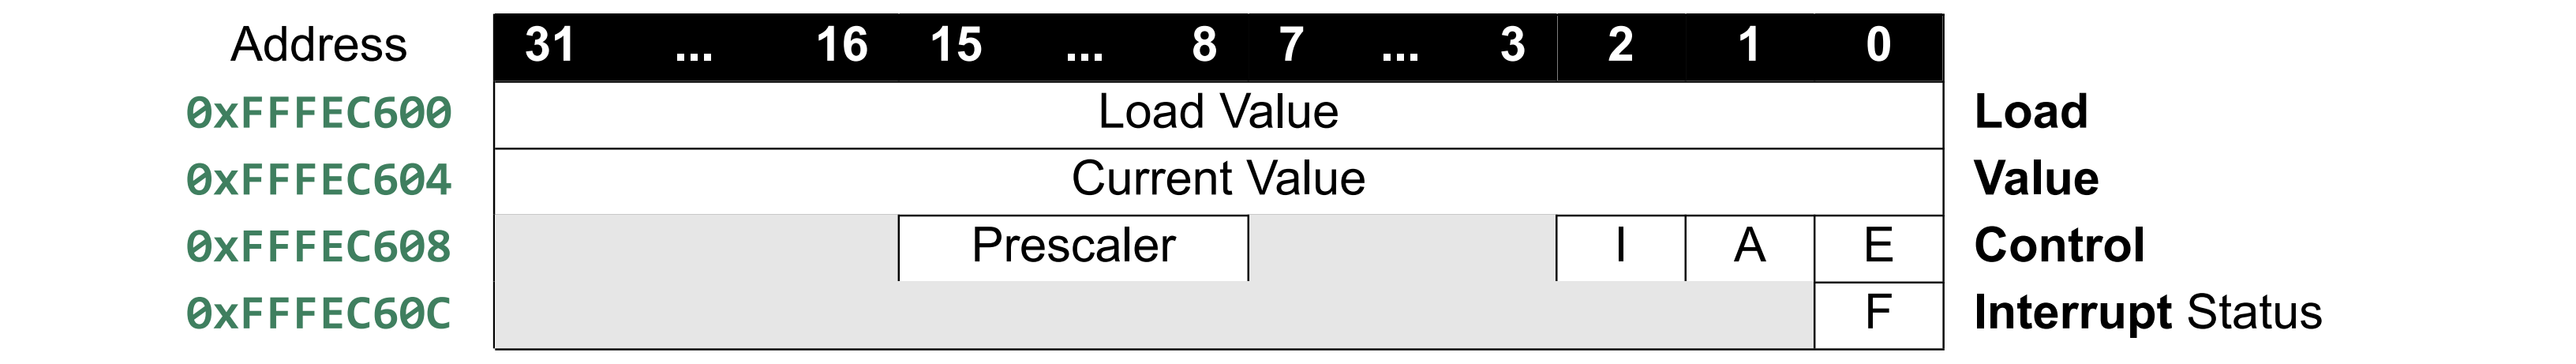 Address 31 ... 16 15 ... 8 7 ... 3 2 1 0
0xFFFEC600 Load Value Load
0xFFFEC604 Current Value Value
0xFFFEC608 Prescaler I A E Control
0xFFFEC60C F Interrupt Status